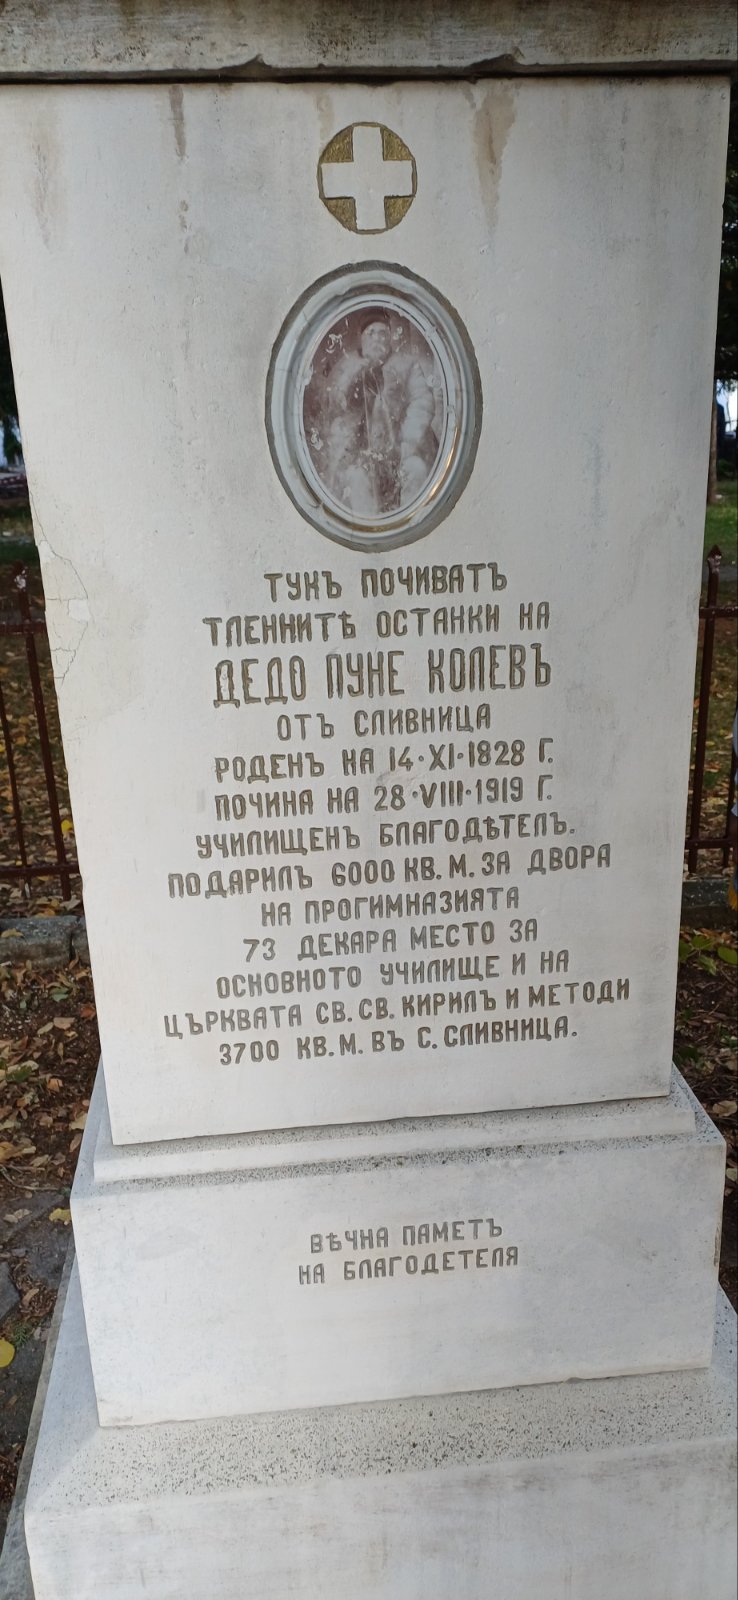 ТУКЪ ПОЧИВАТЪ
ТЛЕННИТѢ ОСТАНКИ НА
ДЕДО ПУНЕ КОЛЕВЪ
ОТЪ СЛИВНИЦА
РОДЕНЪ НА 14·XI·1828 Г.
ПОЧИНА НА 28·VIII·1919 Г.
УЧИЛИЩЕНЪ БЛАГОДѢТЕЛЪ.
ПОДАРИЛЪ 6000 КВ. М. ЗА ДВОРА
НА ПРОГИМНАЗИЯТА
73 ДЕКАРА МЕСТО ЗА
ОСНОВНОТО УЧИЛИЩЕ И НА
ЦЪРКВАТА СВ. СВ. КИРИЛЪ И МЕТОДИ
3700 КВ. М. ВЪ С. СЛИВНИЦА.
ВѢЧНА ПАМЕТЪ
НА БЛАГОДЕТЕЛЯ